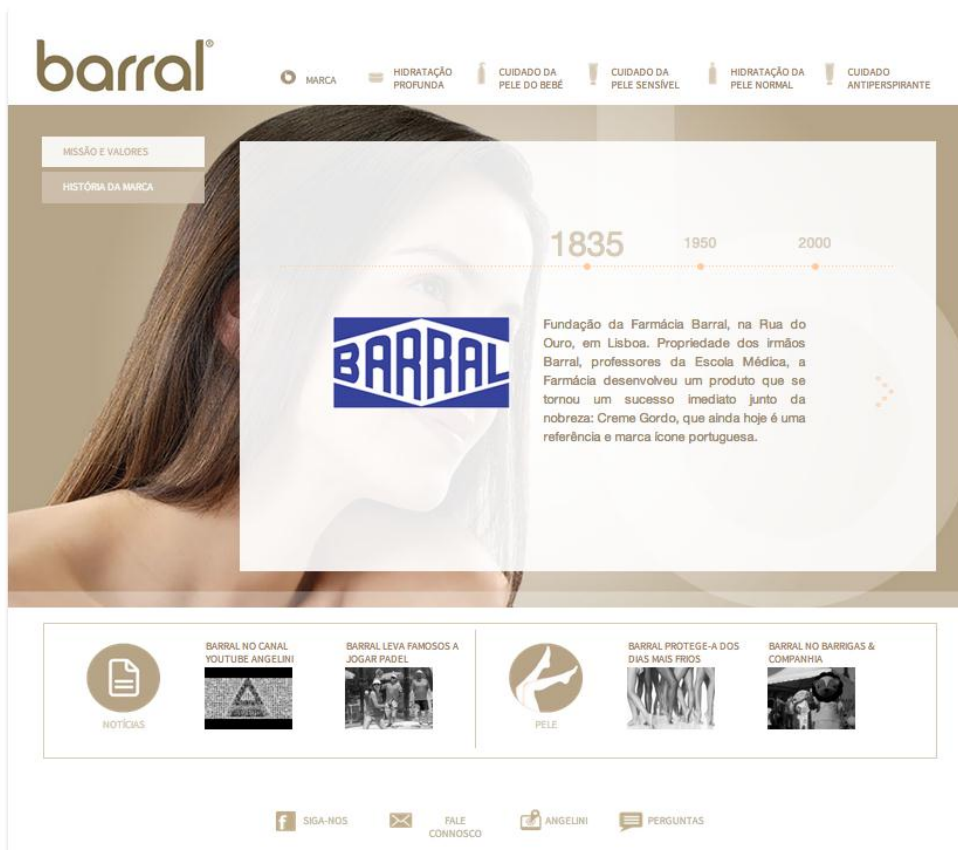 barral®
MARCA
HIDRATAÇÃO
PROFUNDA
CUIDADO DA
PELE DO BEBÉ
CUIDADO DA
PELE SENSÍVEL
HIDRATAÇÃO DA
PELE NORMAL
CUIDADO
ANTIPERSPIRANTE
MISSÃO E VALORES
HISTÓRIA DA MARCA
1835
1950
2000
BARRAL
Fundação da Farmácia Barral, na Rua do
Ouro, em Lisboa. Propriedade dos irmãos
Barral, professores da Escola Médica, a
Farmácia desenvolveu um produto que se
tornou um sucesso imediato junto da
nobreza: Creme Gordo, que ainda hoje é uma
referência e marca ícone portuguesa.
NOTÍCIAS
BARRAL NO CANAL
YOUTUBE ANGELINI
BARRAL LEVA FAMOSOS A
JOGAR PADEL
PELE
BARRAL PROTEGE-A DOS
DIAS MAIS FRIOS
BARRAL NO BARRIGAS &
COMPANHIA
SIGA-NOS
FALE
CONNOSCO
ANGELINI
PERGUNTAS